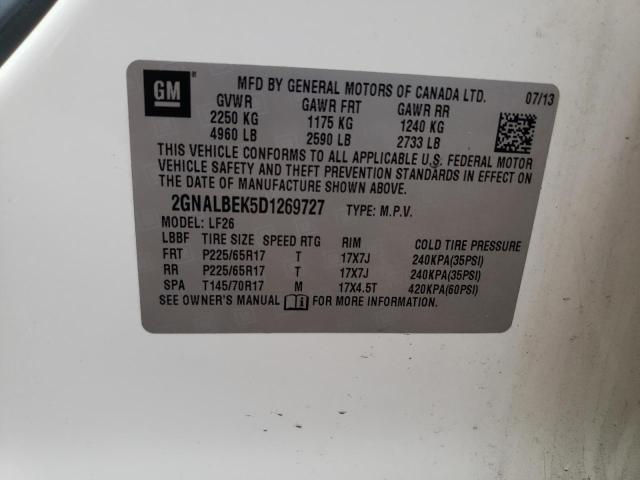 GM ®
MFD BY GENERAL MOTORS OF CANADA LTD. 07/13
GVWR GAWR FRT GAWR RR
2250 KG 1175 KG 1240 KG
4960 LB 2590 LB 2733 LB
THIS VEHICLE CONFORMS TO ALL APPLICABLE U.S. FEDERAL MOTOR
VEHICLE SAFETY AND THEFT PREVENTION STANDARDS IN EFFECT ON THE
DATE OF MANUFACTURE SHOWN ABOVE.
2GNALBEK5D1269727 TYPE: M.P.V.
MODEL: LF26
LBBF TIRE SIZE SPEED RTG RIM COLD TIRE PRESSURE
FRT P225/65R17 T 17X7J 240KPA(35PSI)
RR P225/65R17 T 17X7J 240KPA(35PSI)
SPA T145/70R17 M 17X4.5T 420KPA(60PSI)
SEE OWNER'S MANUAL FOR MORE INFORMATION.